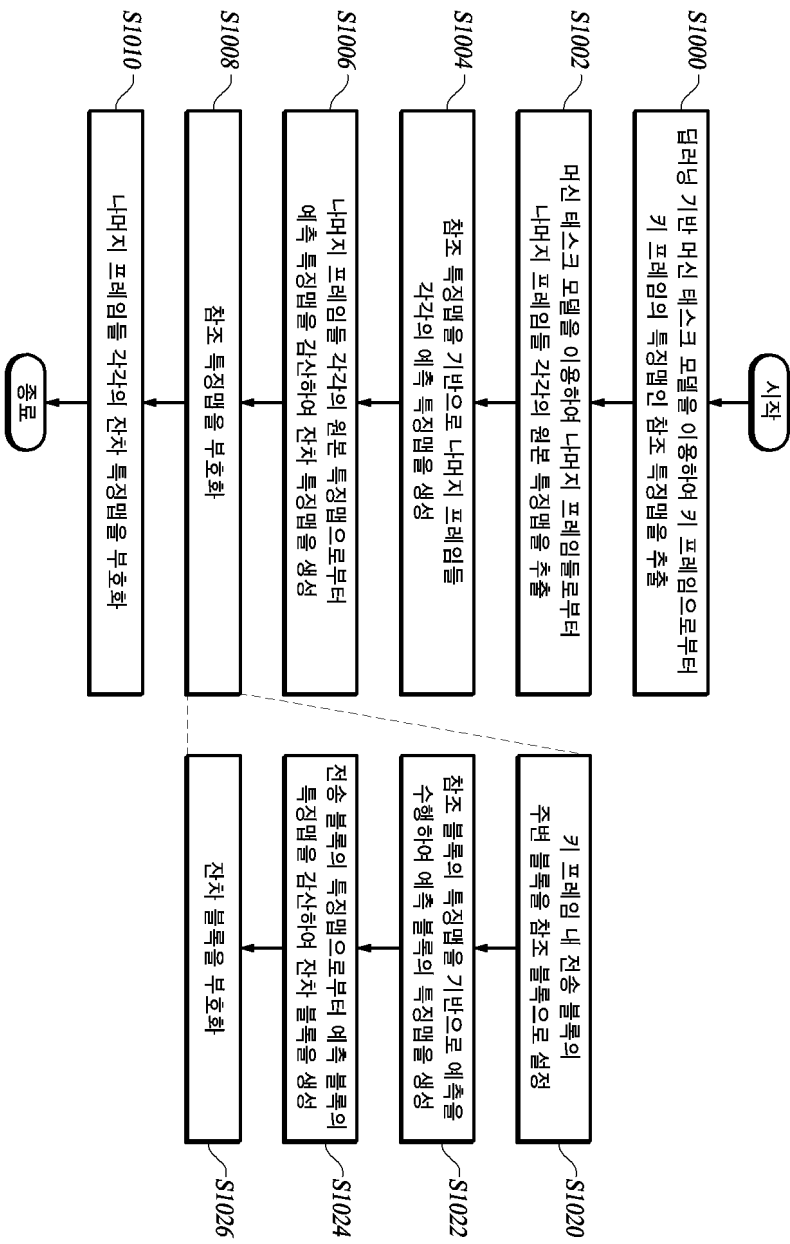 시작
S1000
딥러닝 기반 머신 태스크 모델을 이용하여 키 프레임으로부터
키 프레임의 특징맵인 참조 특징맵을 추출
S1002
머신 태스크 모델을 이용하여 나머지 프레임들로부터
나머지 프레임들 각각의 원본 특징맵을 추출
S1004
참조 특징맵을 기반으로 나머지 프레임들
각각의 예측 특징맵을 생성
S1006
나머지 프레임들 각각의 원본 특징맵으로부터
예측 특징맵을 감산하여 잔차 특징맵을 생성
S1008
참조 특징맵을 부호화
S1010
나머지 프레임들 각각의 잔차 특징맵을 부호화
종료
키 프레임 내 전송 블록의
주변 블록을 참조 블록으로 설정
S1020
참조 블록의 특징맵을 기반으로 예측을
수행하여 예측 블록의 특징맵을 생성
S1022
전송 블록의 특징맵으로부터 예측 블록의
특징맵을 감산하여 잔차 블록을 생성
S1024
잔차 블록을 부호화
S1026